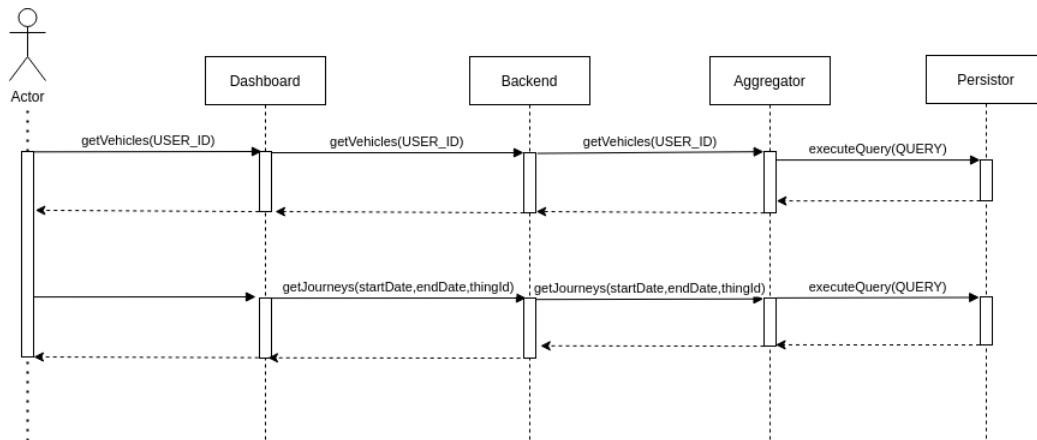 Actor
Dashboard
Backend
Aggregator
Persistor
getVehicles(USER_ID)
getVehicles(USER_ID)
getVehicles(USER_ID)
executeQuery(QUERY)
getJourneys(startDate,endDate,thingId)
getJourneys(startDate,endDate,thingId)
executeQuery(QUERY)